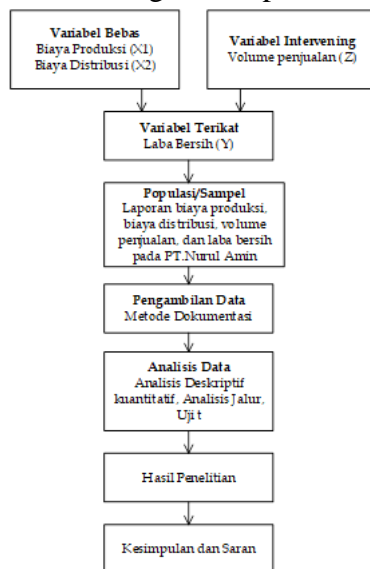 Variabel Bebas
Biaya Produksi (X1)
Biaya Distribusi (X2)
Variabel Intervening
Volume penjualan (Z)
Variabel Terikat
Laba Bersih (Y)
Populasi/Sampel
Laporan biaya produksi,
biaya distribusi, volume
penjualan, dan laba bersih
pada PT.Nurul Amin
Pengambilan Data
Metode Dokumentasi
Analisis Data
Analisis Deskriptif
kuantitatif, Analisis Jalur,
Uji t
Hasil Penelitian
Kesimpulan dan Saran